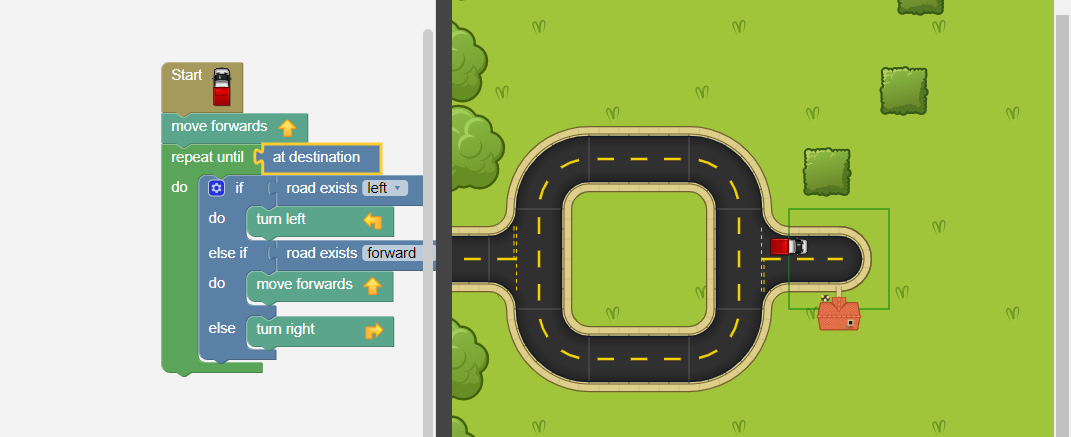 Start
move forwards
repeat until at destination
do if road exists left
do turn left
else if road exists forward
do move forwards
else turn right